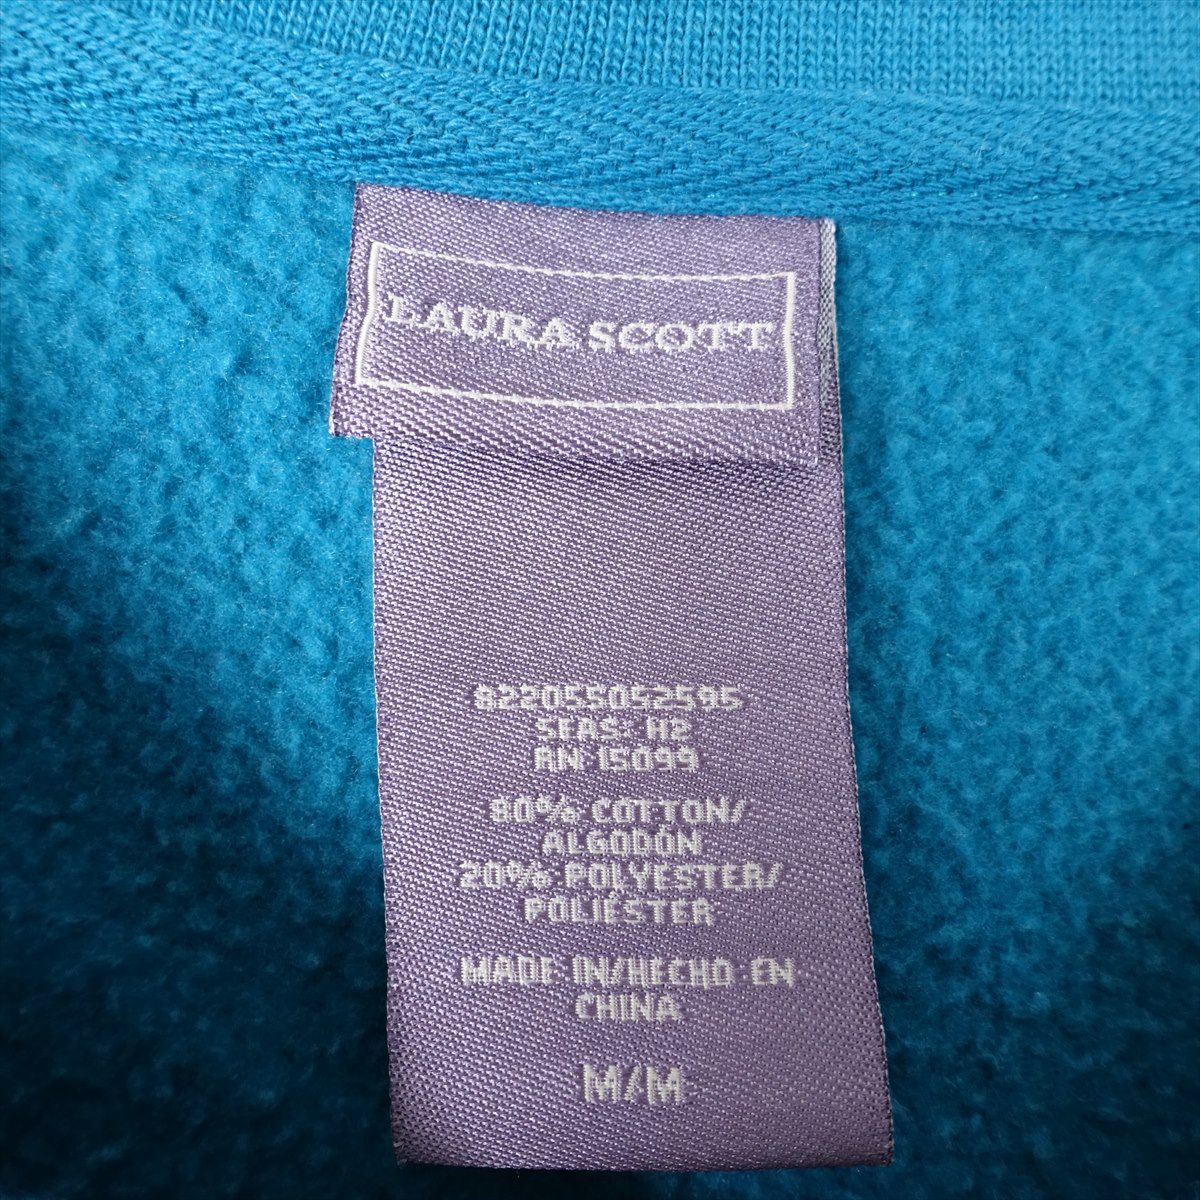 LAURA SCOTT
822055052595
SEAS: H2
RN: 15099
80% COTTON/
ALGODÓN
20% POLYESTER/
POLIÉSTER
MADE IN/HECHO EN
CHINA
M/M